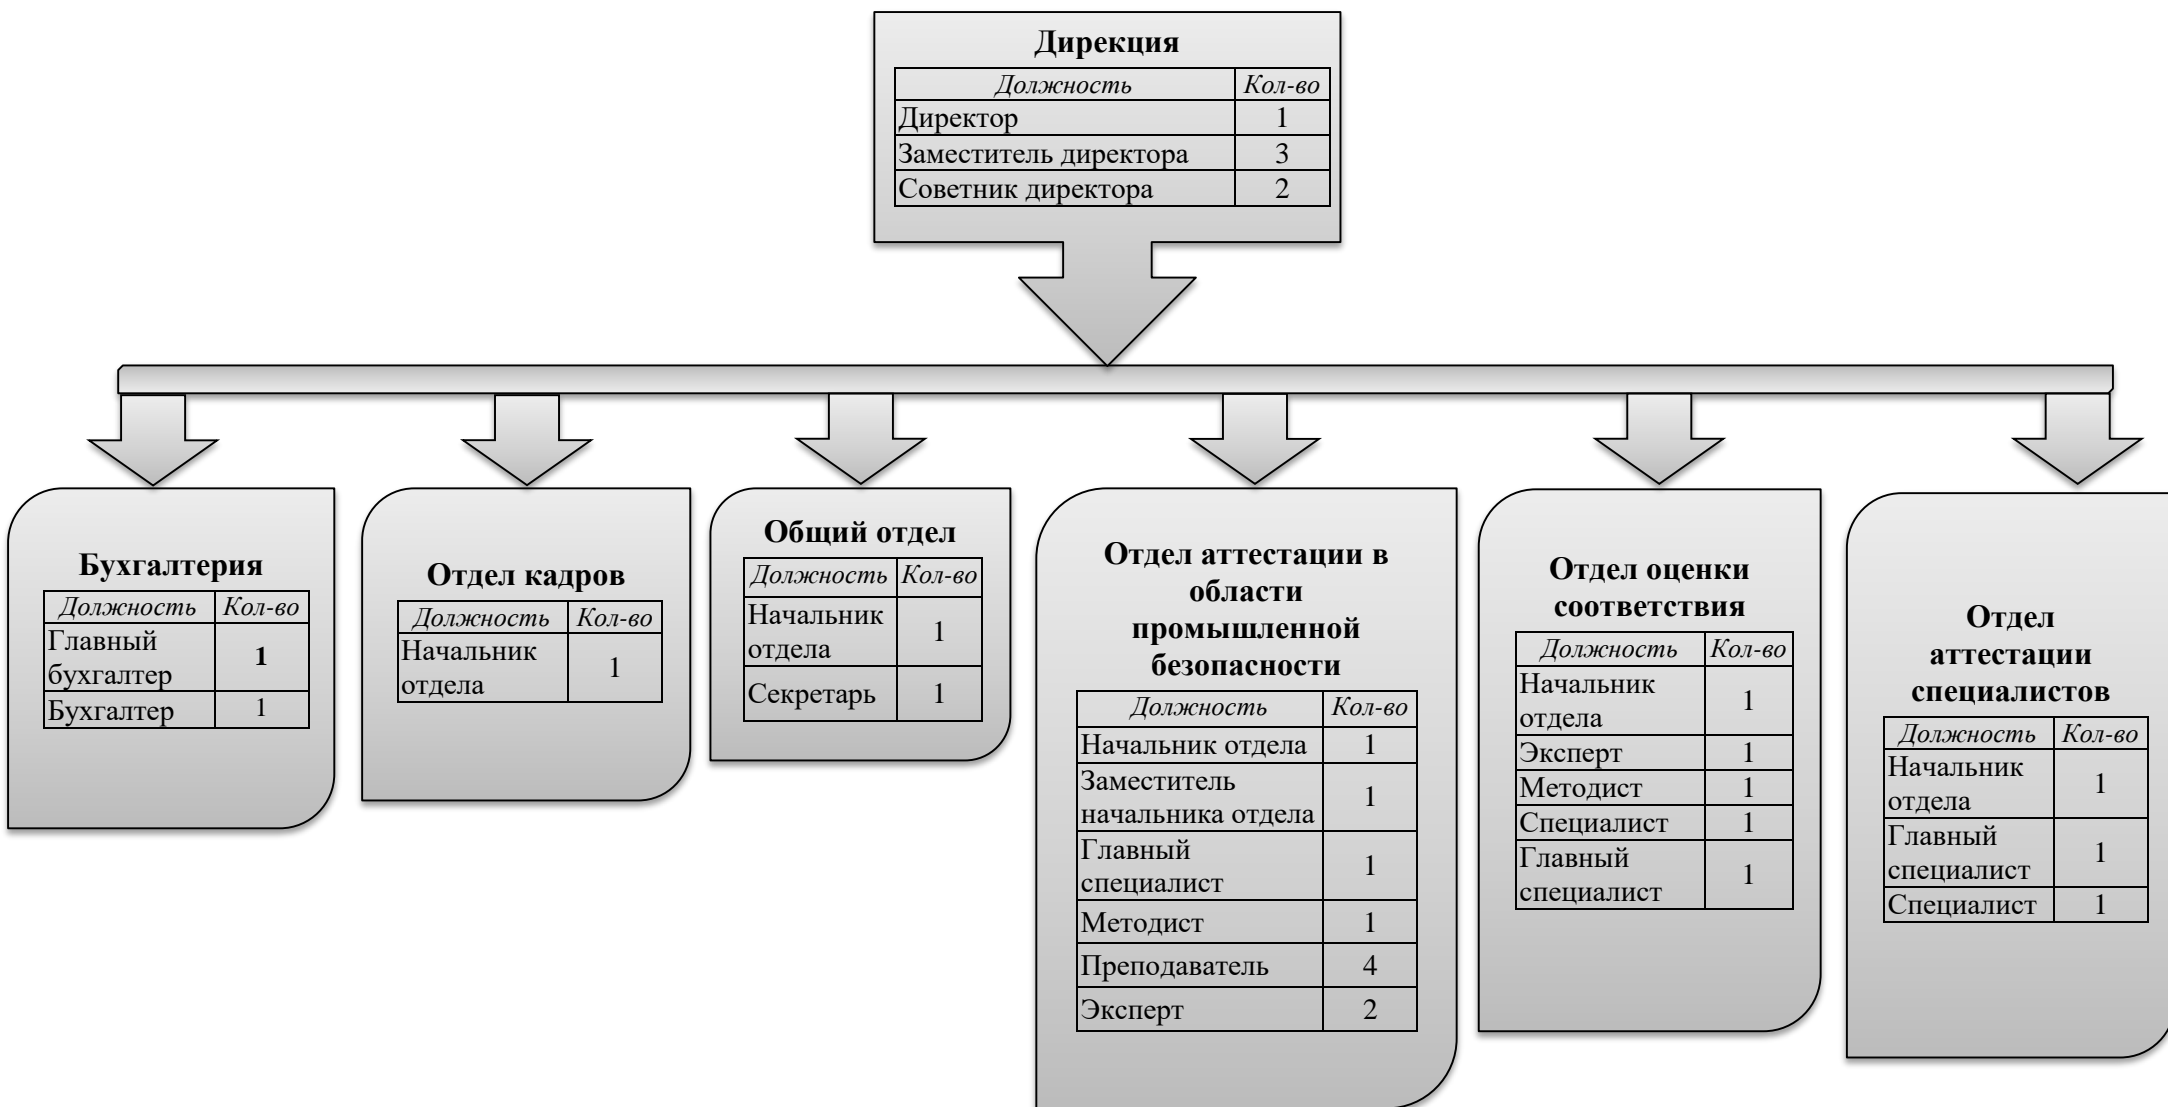 Дирекция
Должность Кол-во
Директор 1
Заместитель директора 3
Советник директора 2
Бухгалтерия
Должность Кол-во
Главный
бухгалтер 1
Бухгалтер 1
Отдел кадров
Должность Кол-во
Начальник
отдела 1
Общий отдел
Должность Кол-во
Начальник
отдела 1
Секретарь 1
Отдел аттестации в
области
промышленной
безопасности
Должность Кол-во
Начальник отдела 1
Заместитель
начальника отдела 1
Главный
специалист 1
Методист 1
Преподаватель 4
Эксперт 2
Отдел оценки
соответствия
Должность Кол-во
Начальник
отдела 1
Эксперт 1
Методист 1
Специалист 1
Главный
специалист 1
Отдел
аттестации
специалистов
Должность Кол-во
Начальник
отдела 1
Главный
специалист 1
Специалист 1